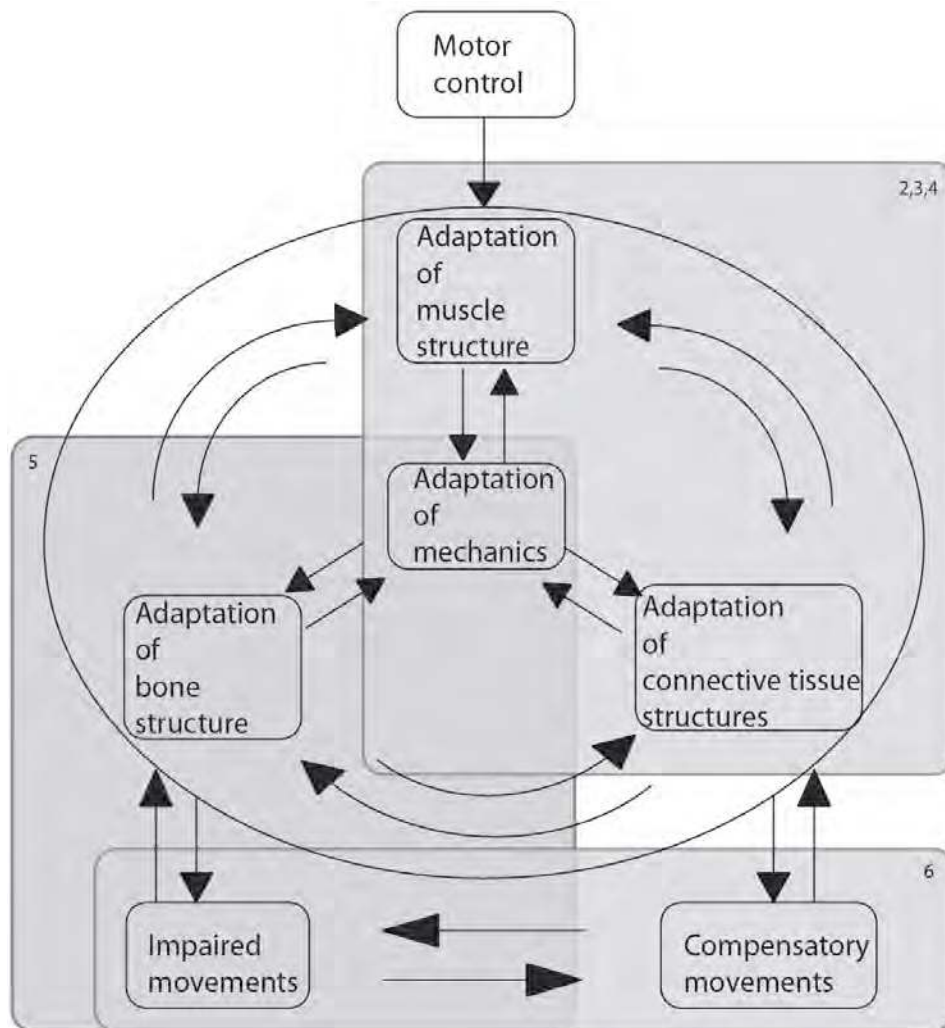 Motor
control
2,3,4
Adaptation
of
muscle
structure
5
Adaptation
of
mechanics
Adaptation
of
bone
structure
Adaptation
of
connective tissue
structures
6
Impaired
movements
Compensatory
movements